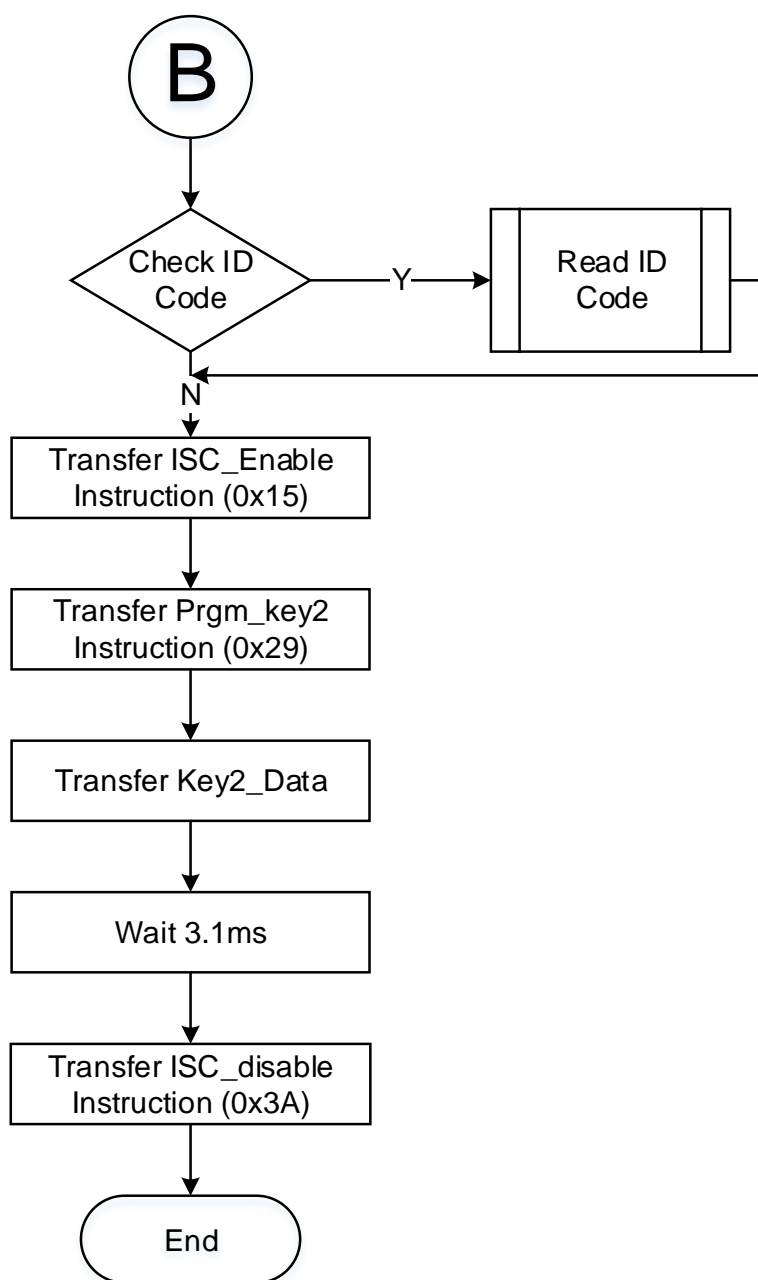 B
Check ID
Code
Y
Read ID
Code
N
Transfer ISC_Enable
Instruction (0x15)
Transfer Prgm_key2
Instruction (0x29)
Transfer Key2_Data
Wait 3.1ms
Transfer ISC_disable
Instruction (0x3A)
End